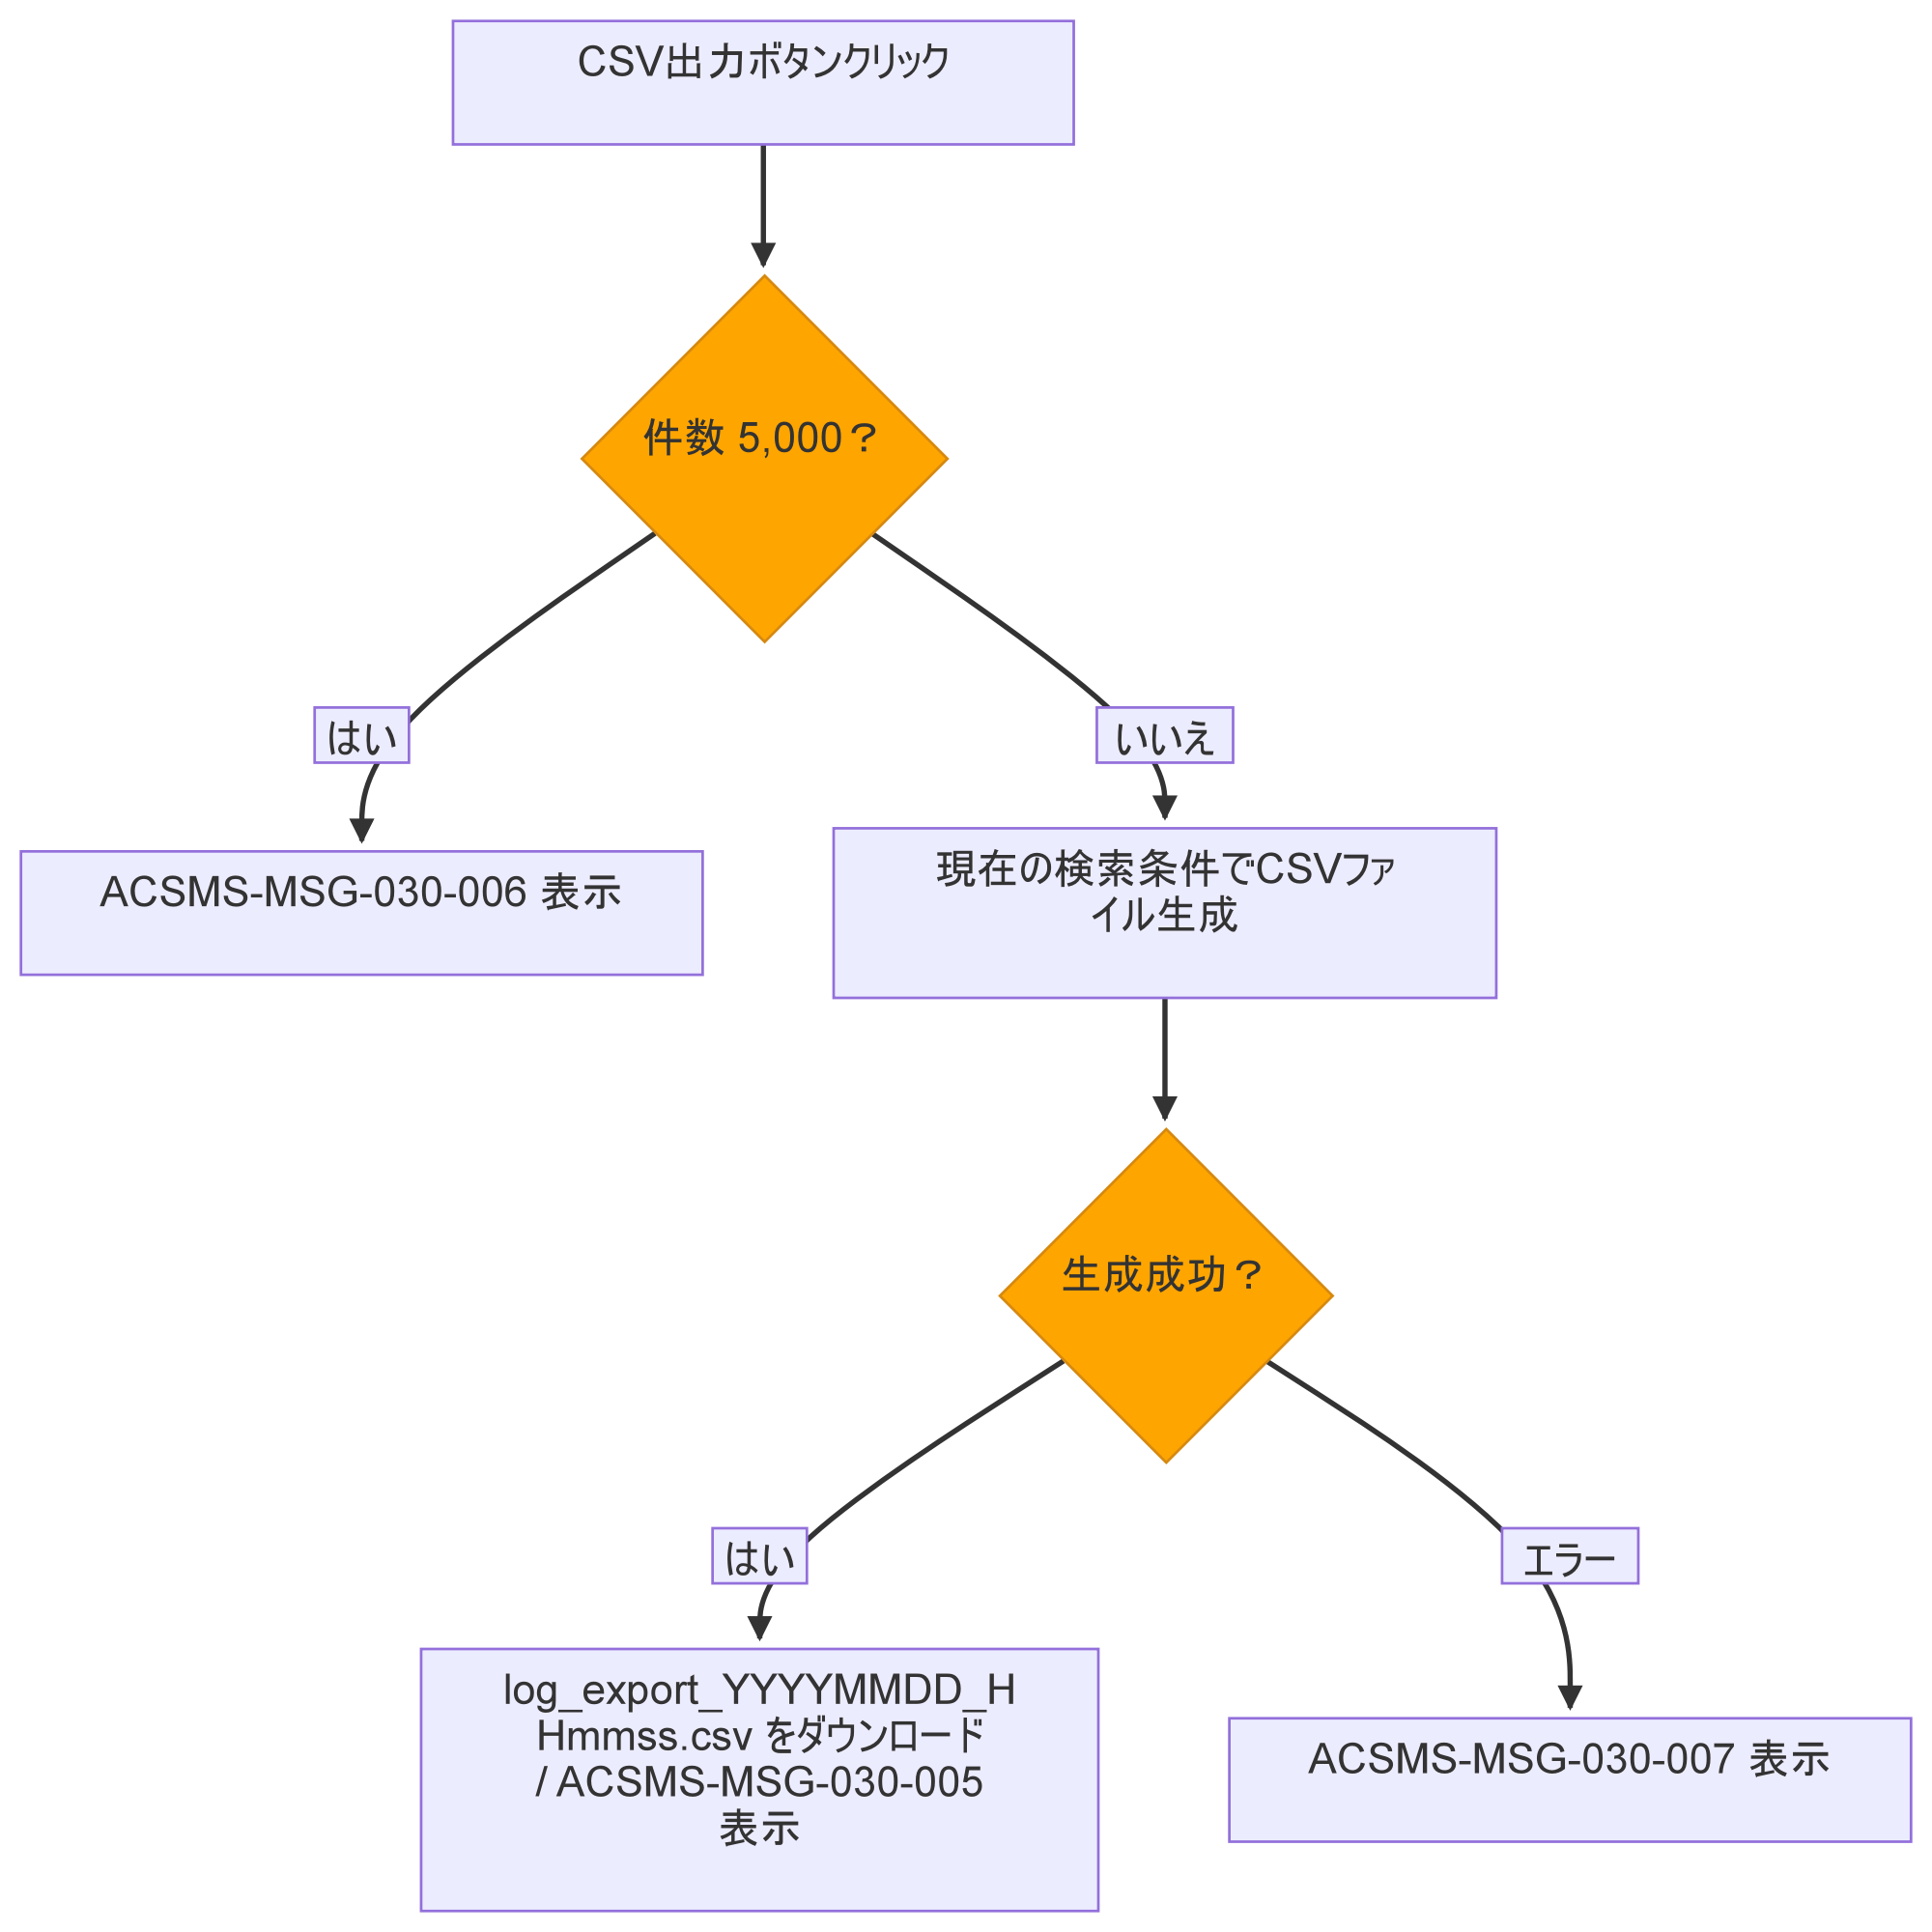 CSV出力ボタンクリック
件数 5,000？
はい
いいえ
ACSMS-MSG-030-006 表示
現在の検索条件でCSVファ
イル生成
生成成功？
はい
エラー
log_export_YYYYMMDD_H
Hmmss.csv をダウンロード
/ ACSMS-MSG-030-005
表示
ACSMS-MSG-030-007 表示